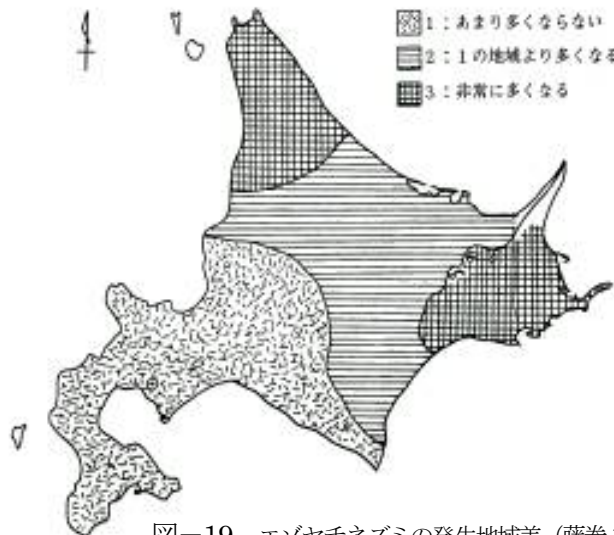 1：あまり多くならない
2：1の地域より多くなる
3：非常に多くなる
図－19 エゾヤチネズミの発生地域差（藤巻